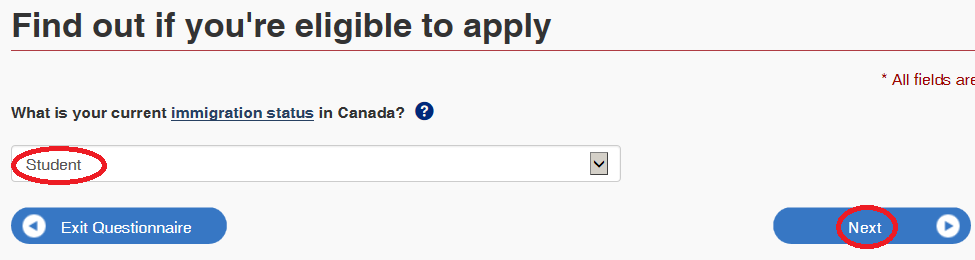 Find out if you're eligible to apply
* All fields are
What is your current immigration status in Canada? ?
Student
Exit Questionnaire
Next